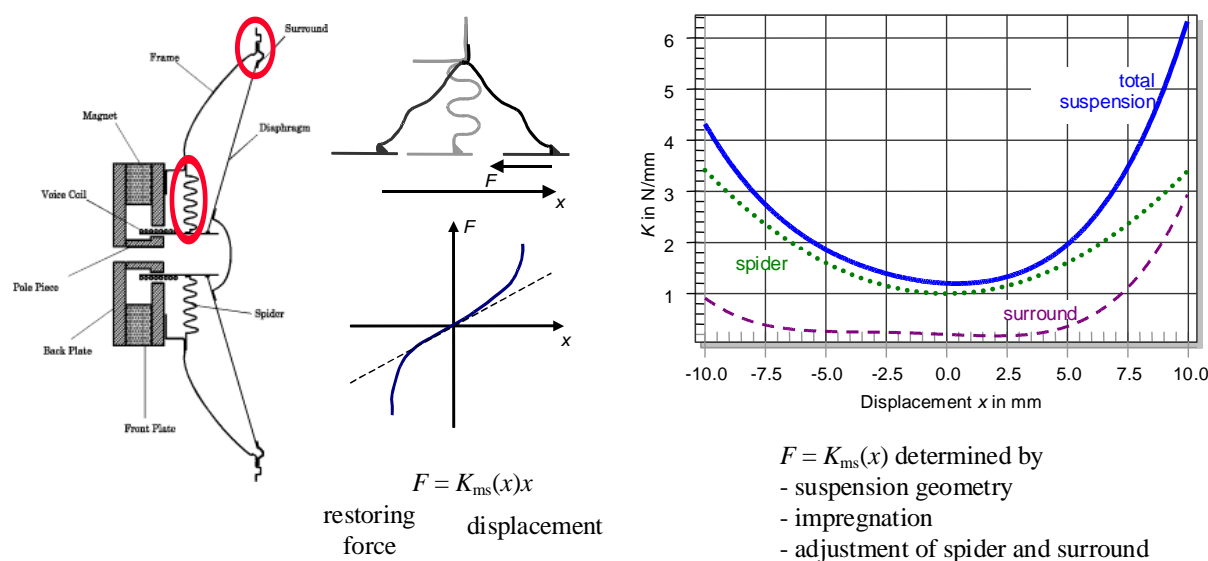 Surround
Frame
Magnet
Diaphragm
Voice Coil
Pole Piece
Spider
Back Plate
Front Plate
F
x
F
x
F = Kms(x)x
restoring
force
displacement
6
5
4
3
2
1
K in N/mm
total
suspension
spider
surround
-10.0 -7.5 -5.0 -2.5 0.0 2.5 5.0 7.5 10.0
Displacement x in mm
F = Kms(x) determined by
- suspension geometry
- impregnation
- adjustment of spider and surround